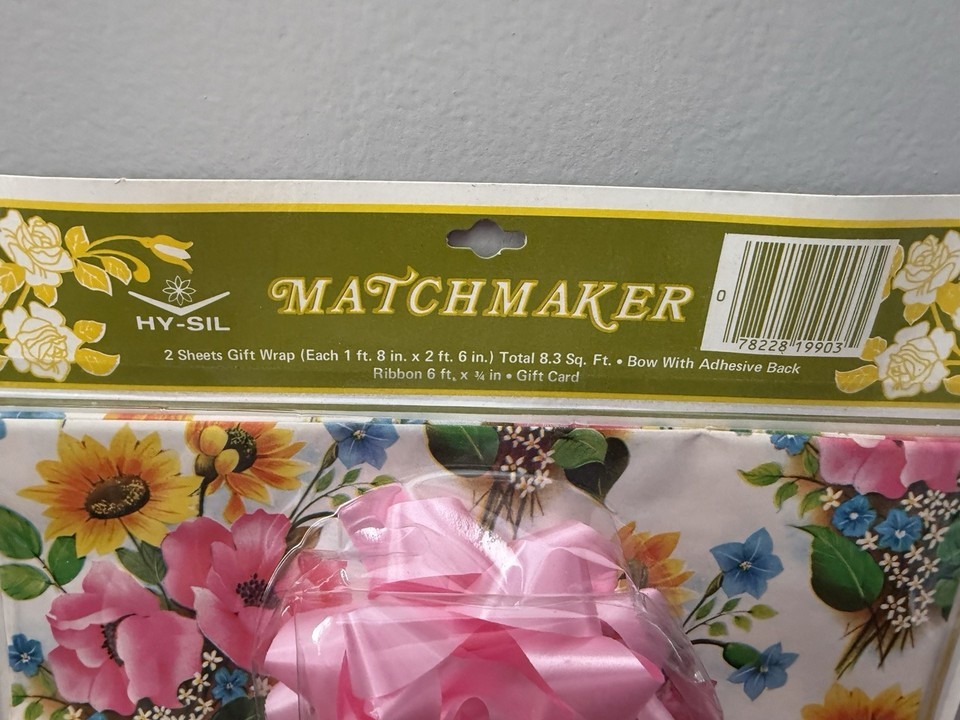 MATCHMAKER
HY-SIL
2 Sheets Gift Wrap (Each 1 ft. 8 in. x 2 ft. 6 in.) Total 8.3 Sq. Ft. • Bow With Adhesive Back
Ribbon 6 ft. x ¾ in • Gift Card
0 78228 19903